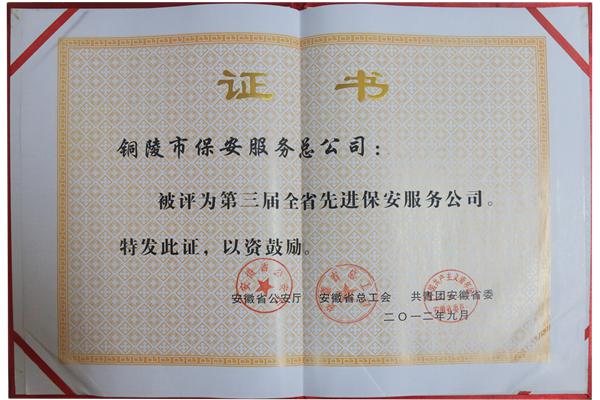 证 书
铜陵市保安服务总公司：
被评为第三届全省先进保安服务公司。
特发此证，以资鼓励。
安徽省公安厅 安徽省总工会 共青团安徽省委
二〇一二年九月